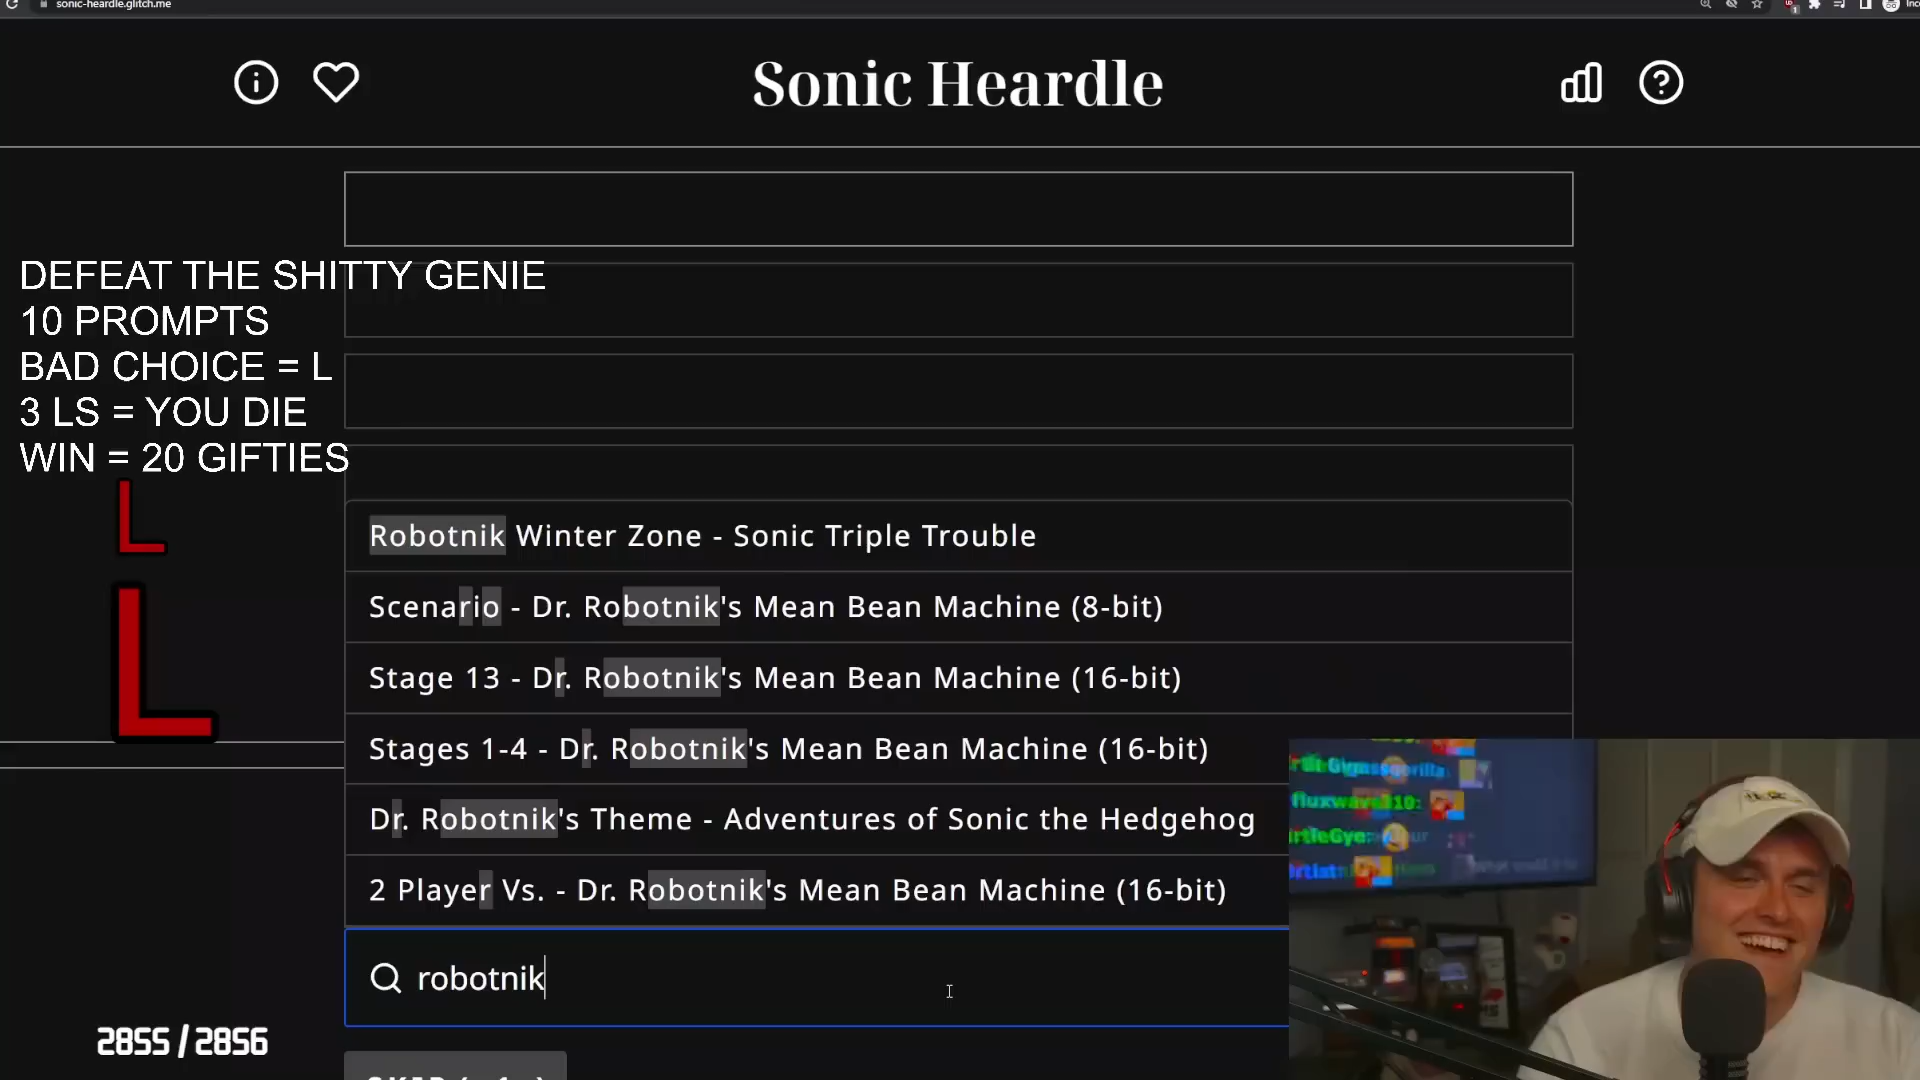 sonic-heardle.glitch.me
Sonic Heardle
DEFEAT THE SHITTY GENIE
10 PROMPTS
BAD CHOICE = L
3 LS = YOU DIE
WIN = 20 GIFTIES
L
L
Robotnik Winter Zone - Sonic Triple Trouble
Scenario - Dr. Robotnik's Mean Bean Machine (8-bit)
Stage 13 - Dr. Robotnik's Mean Bean Machine (16-bit)
Stages 1-4 - Dr. Robotnik's Mean Bean Machine (16-bit)
Dr. Robotnik's Theme - Adventures of Sonic the Hedgehog
2 Player Vs. - Dr. Robotnik's Mean Bean Machine (16-bit)
robotnik
2855 / 2856
fluxwave310: